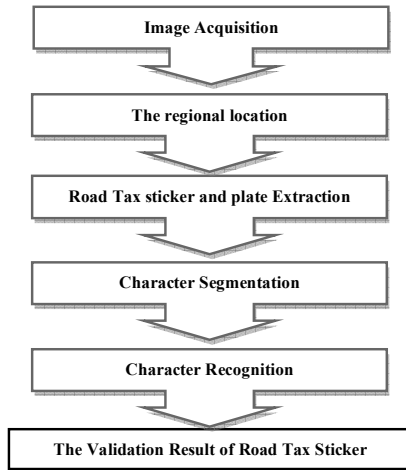 Image Acquisition
The regional location
Road Tax sticker and plate Extraction
Character Segmentation
Character Recognition
The Validation Result of Road Tax Sticker